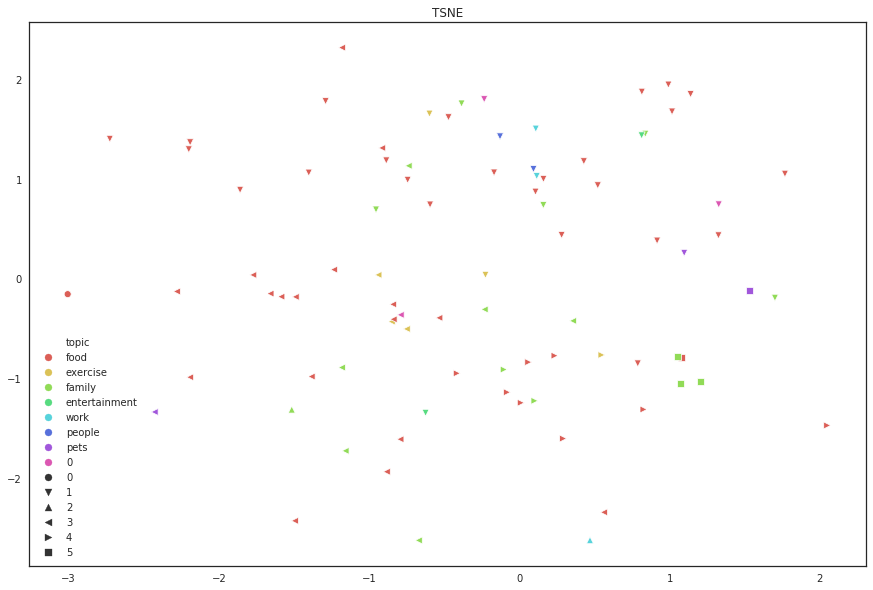 TSNE
2
1
0
−1
−2
topic
food
exercise
family
entertainment
work
people
pets
0
0
1
2
3
4
5
−3
−2
−1
0
1
2